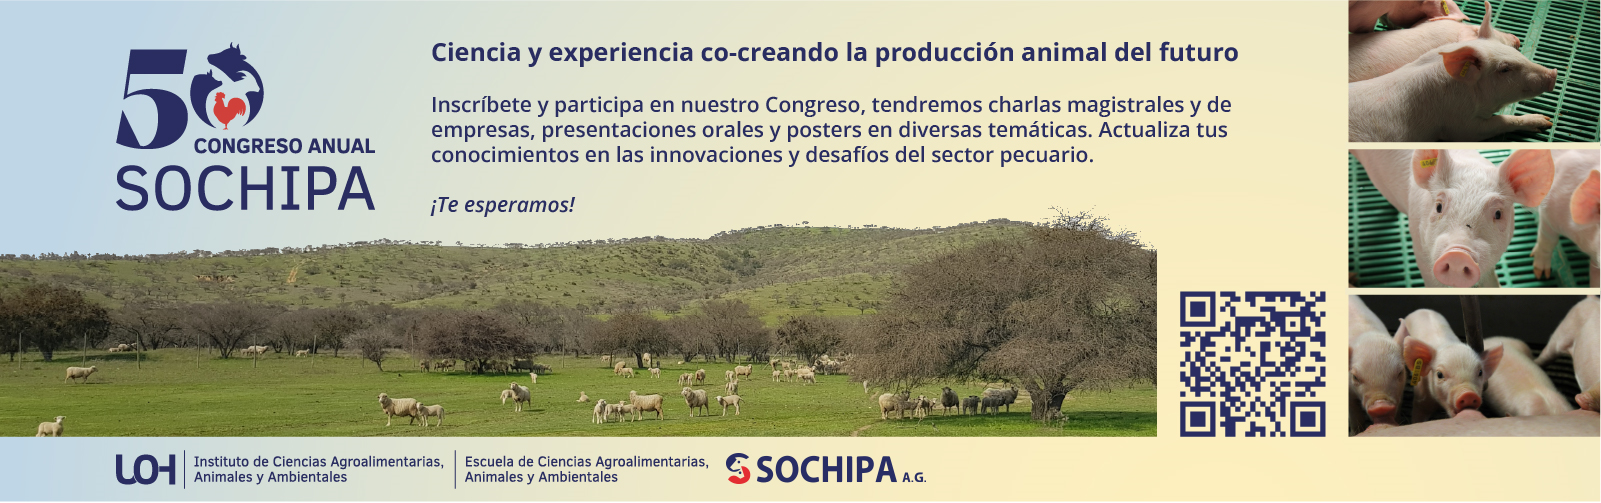 50
CONGRESO ANUAL
SOCHIPA
Ciencia y experiencia co-creando la producción animal del futuro
Inscríbete y participa en nuestro Congreso, tendremos charlas magistrales y de
empresas, presentaciones orales y posters en diversas temáticas. Actualiza tus
conocimientos en las innovaciones y desafíos del sector pecuario.
¡Te esperamos!
UOH
Instituto de Ciencias Agroalimentarias,
Animales y Ambientales
Escuela de Ciencias Agroalimentarias,
Animales y Ambientales
SOCHIPA A.G.